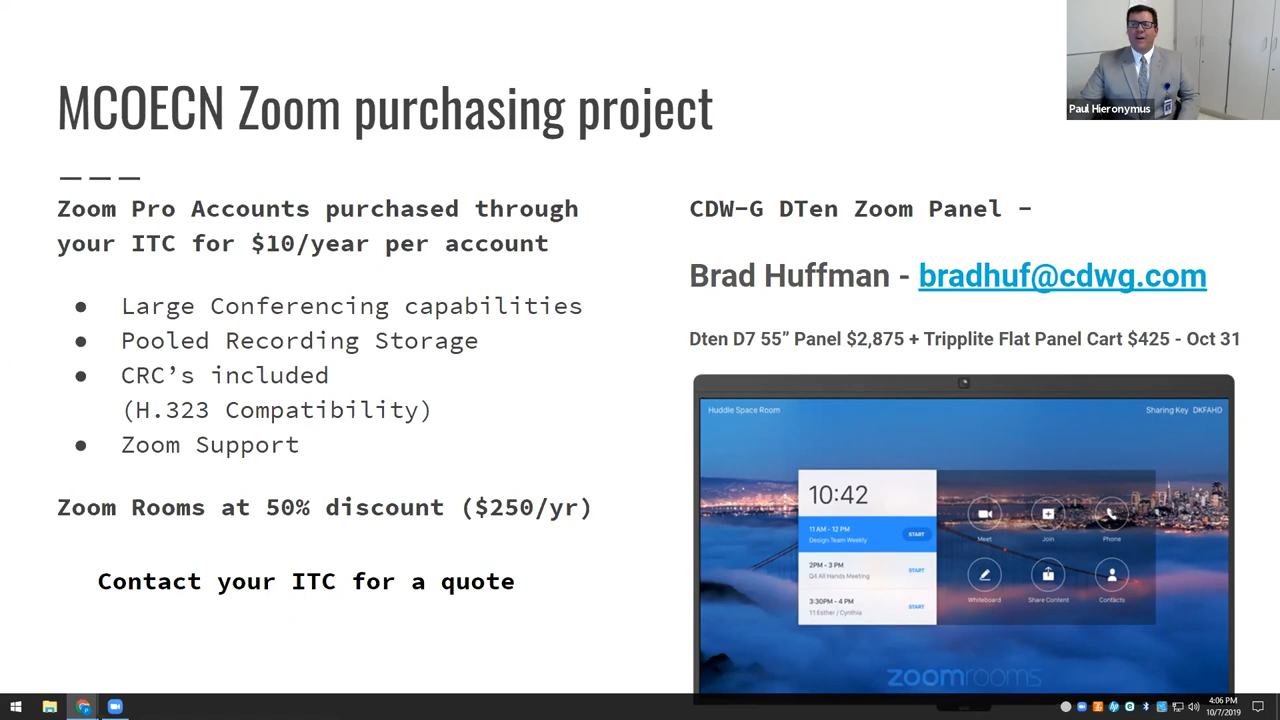 MCOECN Zoom purchasing project
Paul Hieronymus
Zoom Pro Accounts purchased through
your ITC for $10/year per account
● Large Conferencing capabilities
● Pooled Recording Storage
● CRC’s included
(H.323 Compatibility)
● Zoom Support
Zoom Rooms at 50% discount ($250/yr)
Contact your ITC for a quote
CDW-G DTen Zoom Panel -
Brad Huffman - bradhuf@cdwg.com
Dten D7 55” Panel $2,875 + Tripplite Flat Panel Cart $425 - Oct 31
Huddle Space Room
Sharing Key DKFAHD
10:42
11 AM - 12 PM
Design Team Weekly
START
2PM - 3 PM
Q4 All Hands Meeting
START
3:30PM - 4 PM
11 Esther / Cynthia
START
Meet
Join
Phone
Whiteboard
Share Content
Contacts
zoomrooms
4:06 PM
10/7/2019